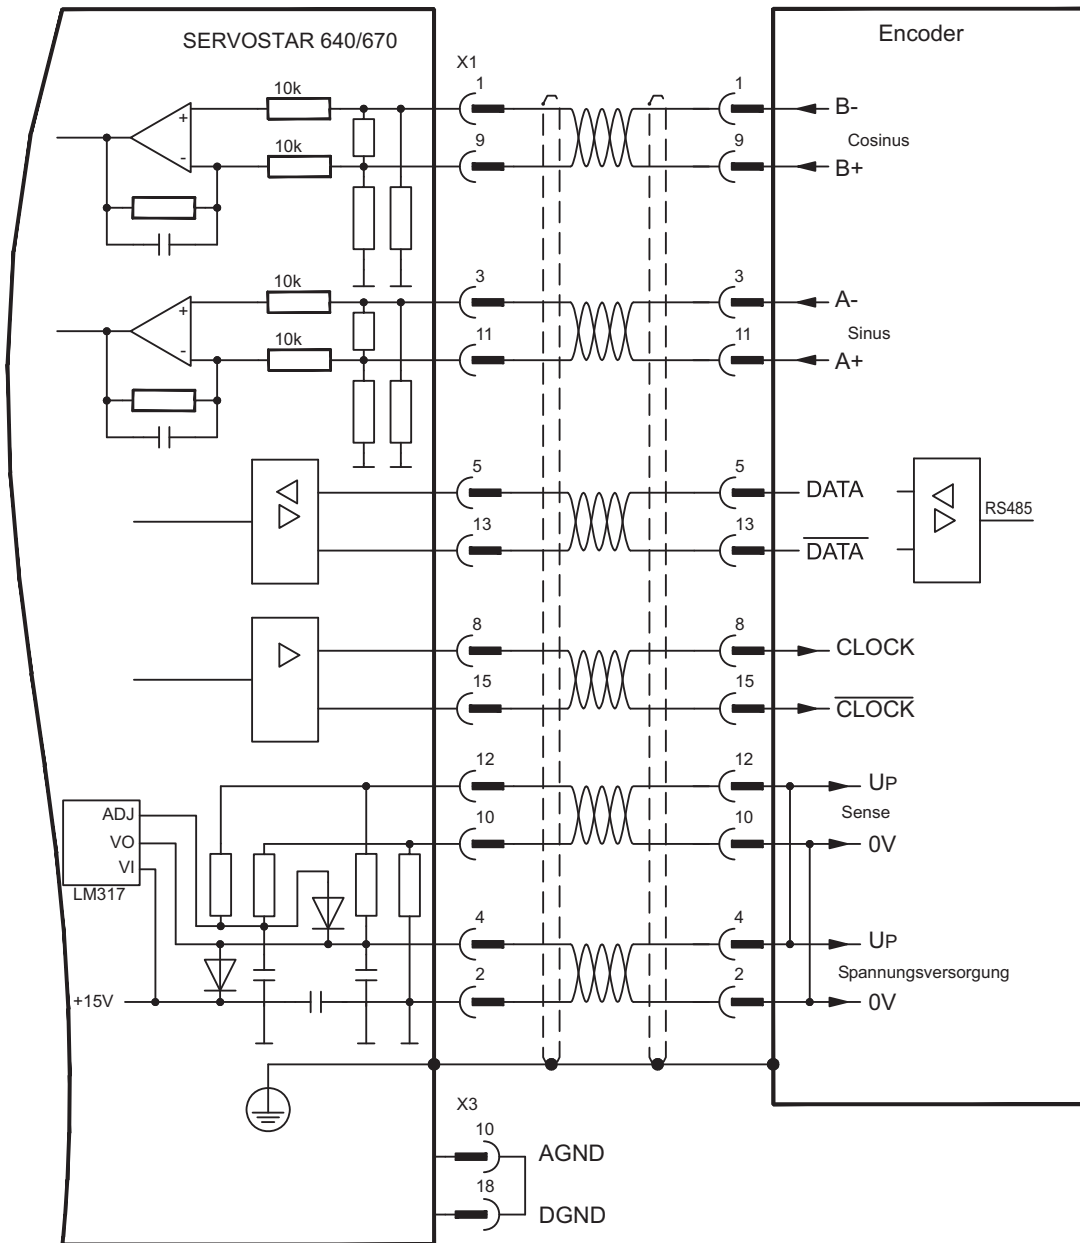 SERVOSTAR 640/670
Encoder
X1
10k
1
1
B-
+
Cosinus
10k
9
9
B+
-
10k
3
3
A-
+
Sinus
10k
11
11
A+
-
5
5
DATA
RS485
13
13
DATA
8
8
CLOCK
15
15
CLOCK
12
12
UP
Sense
ADJ
10
10
0V
VO
VI
LM317
4
4
UP
Spannungsversorgung
+15V
2
2
0V
X3
10
AGND
18
DGND